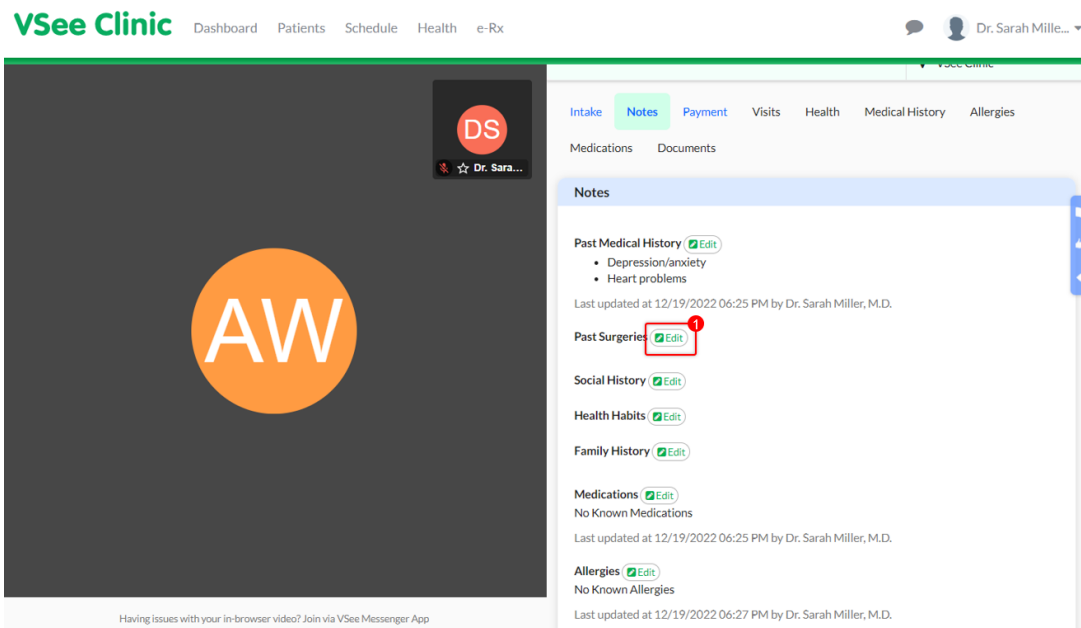 VSee Clinic Dashboard Patients Schedule Health e-Rx Dr. Sarah Mille...
VSee Clinic
DS
Dr. Sara...
AW
Having issues with your in-browser video? Join via VSee Messenger App
Intake Notes Payment Visits Health Medical History Allergies
Medications Documents
Notes
Past Medical History Edit
• Depression/anxiety
• Heart problems
Last updated at 12/19/2022 06:25 PM by Dr. Sarah Miller, M.D.
1
Past Surgeries Edit
Social History Edit
Health Habits Edit
Family History Edit
Medications Edit
No Known Medications
Last updated at 12/19/2022 06:25 PM by Dr. Sarah Miller, M.D.
Allergies Edit
No Known Allergies
Last updated at 12/19/2022 06:27 PM by Dr. Sarah Miller, M.D.